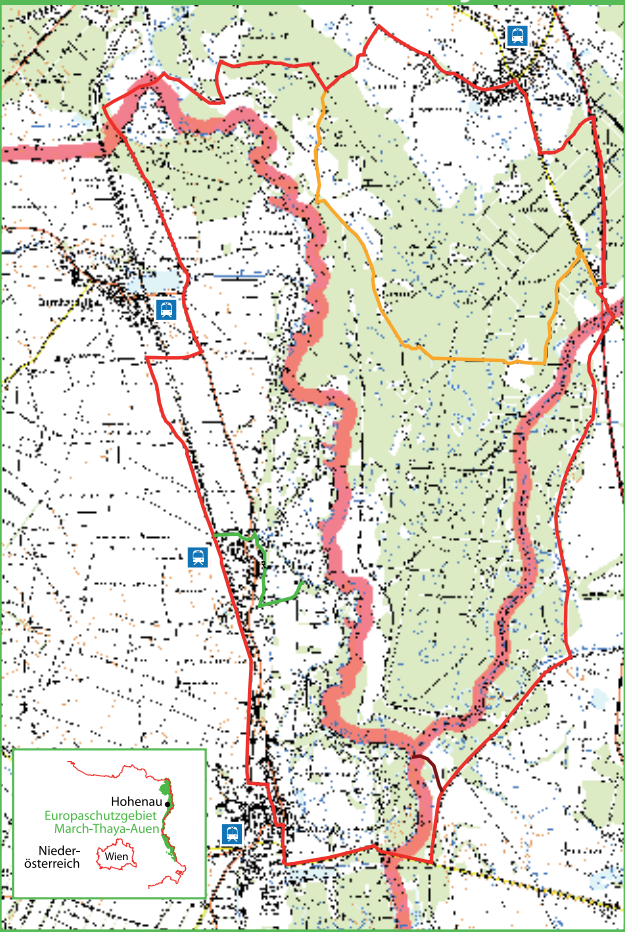 Hohenau
Europaschutzgebiet
March-Thaya-Auen
Nieder-
österreich
Wien